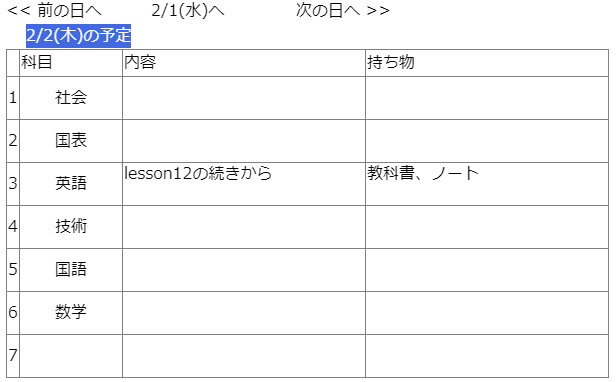 << 前の日へ 2/1(水)へ 次の日へ >>
2/2(木)の予定
科目 内容 持ち物
1 社会
2 国表
3 英語 lesson12の続きから 教科書、ノート
4 技術
5 国語
6 数学
7